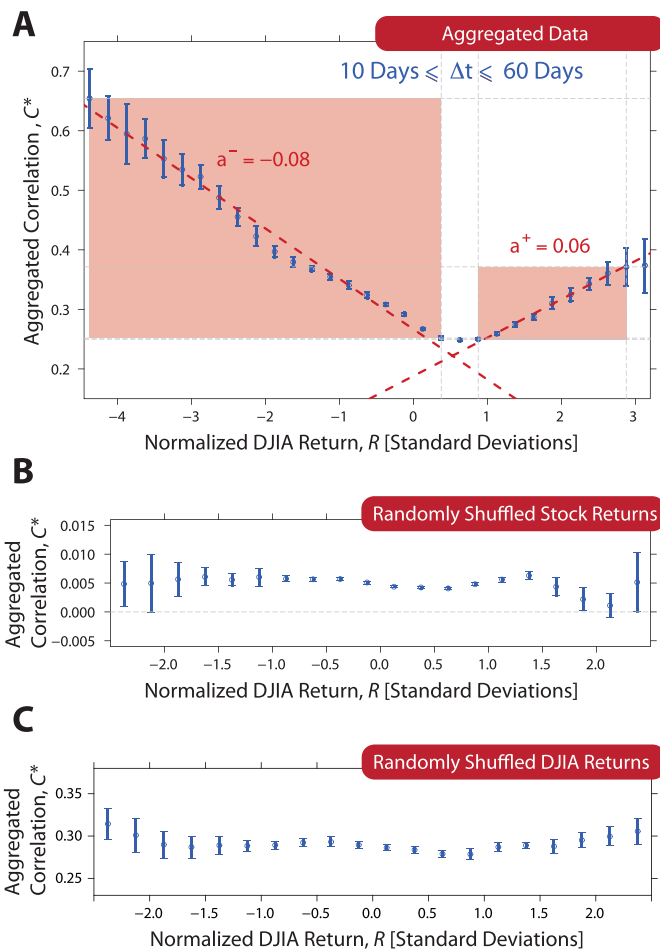 A
Aggregated Data
10 Days ⩽ Δt ⩽ 60 Days
Aggregated Correlation , C*
0.7
0.6
0.5
0.4
0.3
0.2
a⁻ = −0.08
a⁺ = 0.06
−4 −3 −2 −1 0 1 2 3
Normalized DJIA Return, R [Standard Deviations]
B
Randomly Shuffled Stock Returns
Aggregated
Correlation, C*
0.015
0.010
0.005
0.000
−0.005
−2.0 −1.5 −1.0 −0.5 0.0 0.5 1.0 1.5 2.0
Normalized DJIA Return, R [Standard Deviations]
C
Randomly Shuffled DJIA Returns
Aggregated
Correlation, C*
0.35
0.30
0.25
−2.0 −1.5 −1.0 −0.5 0.0 0.5 1.0 1.5 2.0
Normalized DJIA Return, R [Standard Deviations]